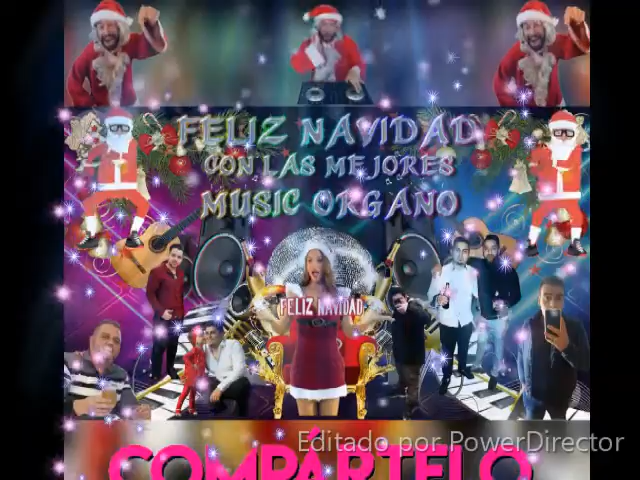 FELIZ NAVIDAD
CON LAS MEJORES
MUSIC ORGANO
FELIZ NAVIDAD
Editado por PowerDirector
COMPÁRTELO